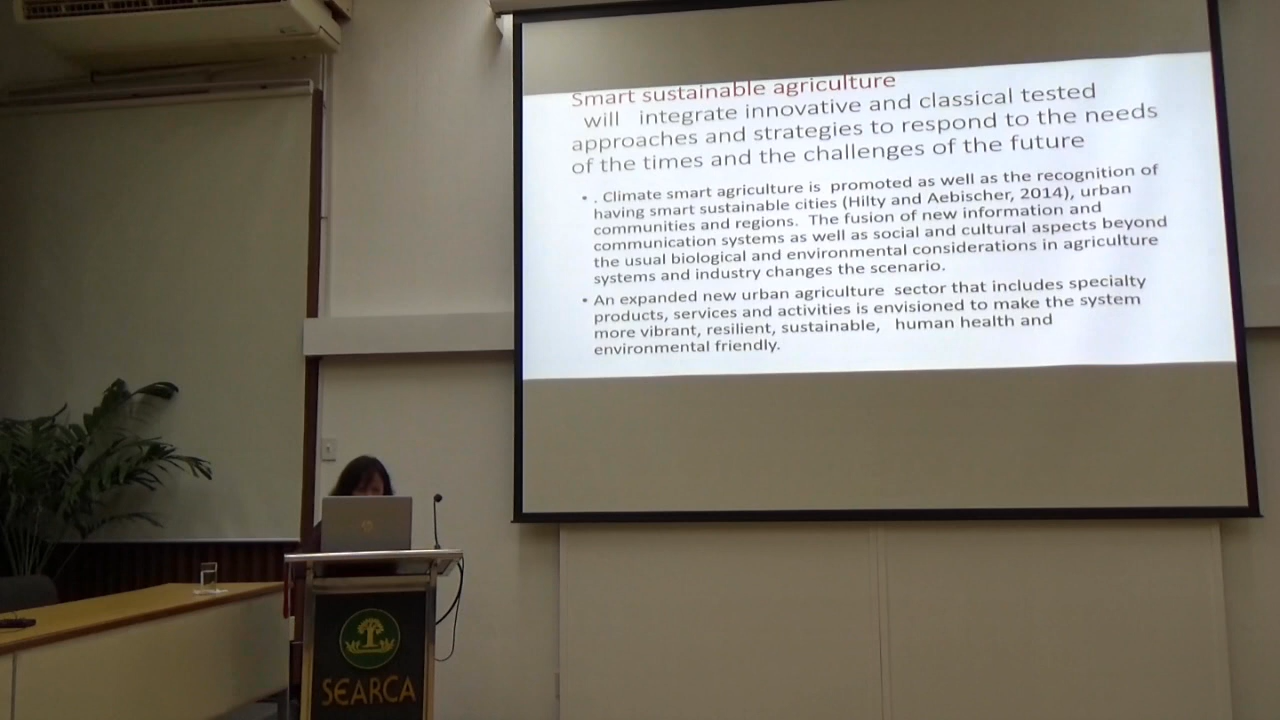 Smart sustainable agriculture
will integrate innovative and classical tested
approaches and strategies to respond to the needs
of the times and the challenges of the future
• . Climate smart agriculture is promoted as well as the recognition of
having smart sustainable cities (Hilty and Aebischer, 2014), urban
communities and regions. The fusion of new information and
communication systems as well as social and cultural aspects beyond
the usual biological and environmental considerations in agriculture
systems and industry changes the scenario.
• An expanded new urban agriculture sector that includes specialty
products, services and activities is envisioned to make the system
more vibrant, resilient, sustainable, human health and
environmental friendly.
SEARCA